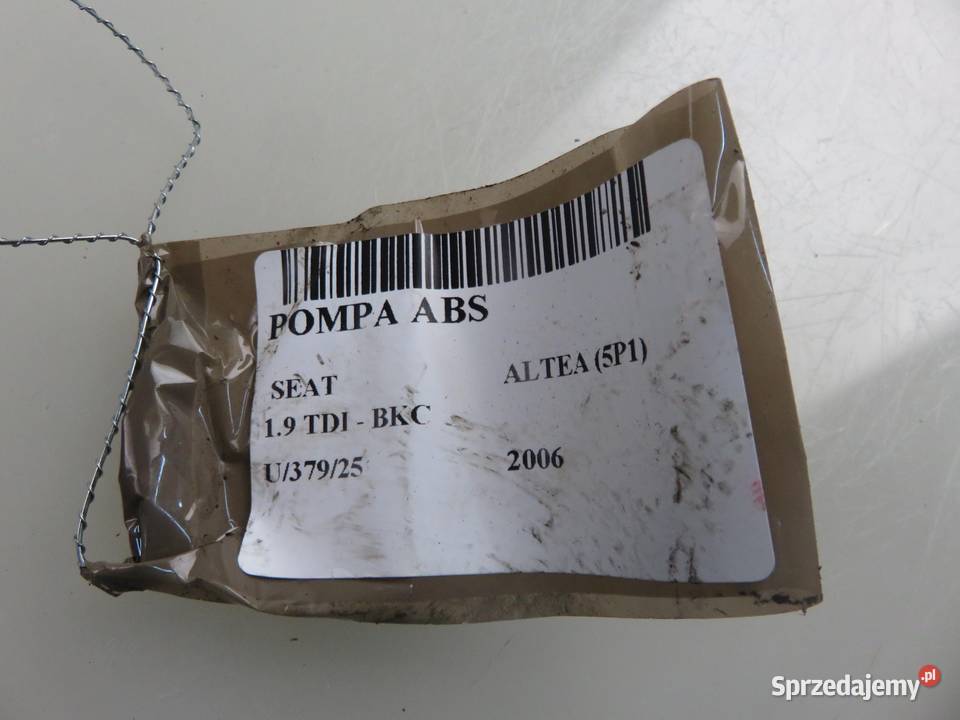 POMPA ABS
SEAT ALTEA (5P1)
1.9 TDI - BKC
U/379/25 2006
Sprzedajemy.pl